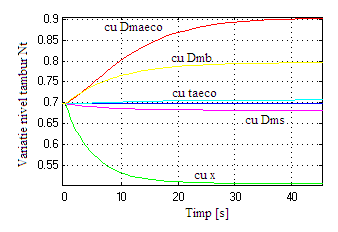 0.9
cu Dmaeco
0.85
0.8
cu Dmb
0.75
cu taeco
0.7
cu Dms
0.65
0.6
0.55
cu x
0 10 20 30 40
Timp [s]
Variatie nivel tambur Nt